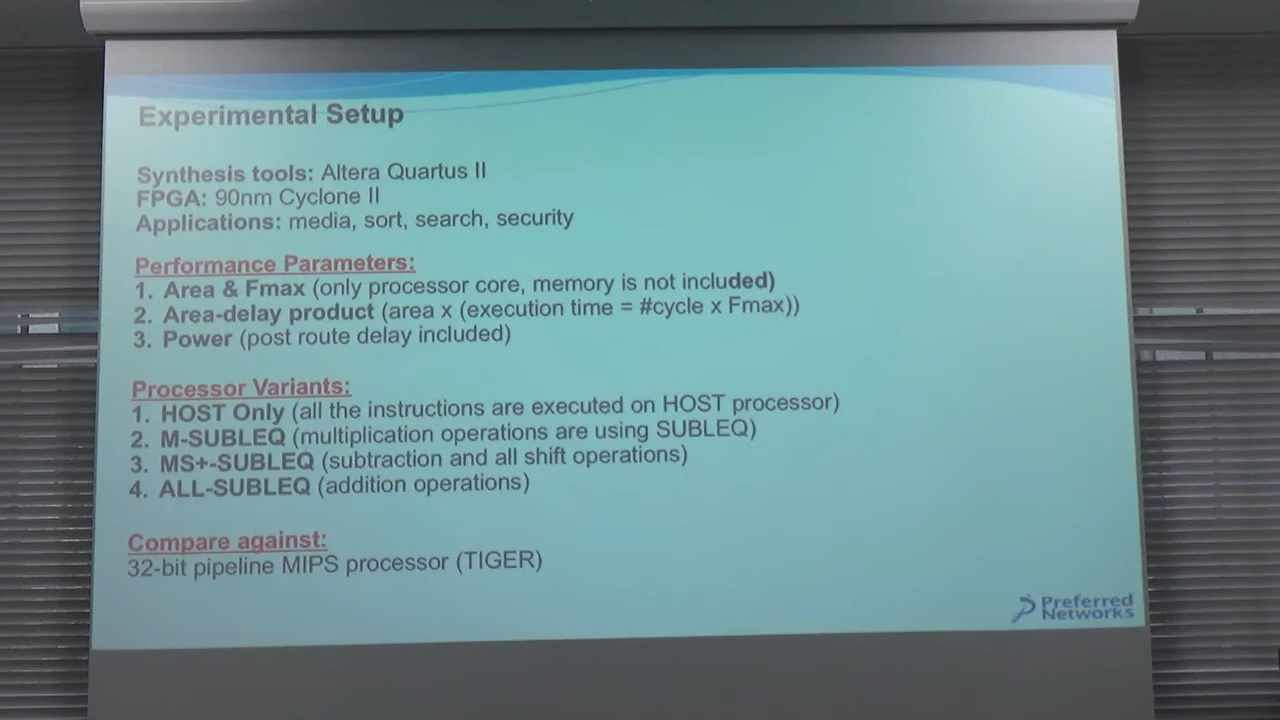 Experimental Setup
Synthesis tools: Altera Quartus II
FPGA: 90nm Cyclone II
Applications: media, sort, search, security
Performance Parameters:
1. Area & Fmax (only processor core, memory is not included)
2. Area-delay product (area x (execution time = #cycle x Fmax))
3. Power (post route delay included)
Processor Variants:
1. HOST Only (all the instructions are executed on HOST processor)
2. M-SUBLEQ (multiplication operations are using SUBLEQ)
3. MS+-SUBLEQ (subtraction and all shift operations)
4. ALL-SUBLEQ (addition operations)
Compare against:
32-bit pipeline MIPS processor (TIGER)
Preferred
Networks